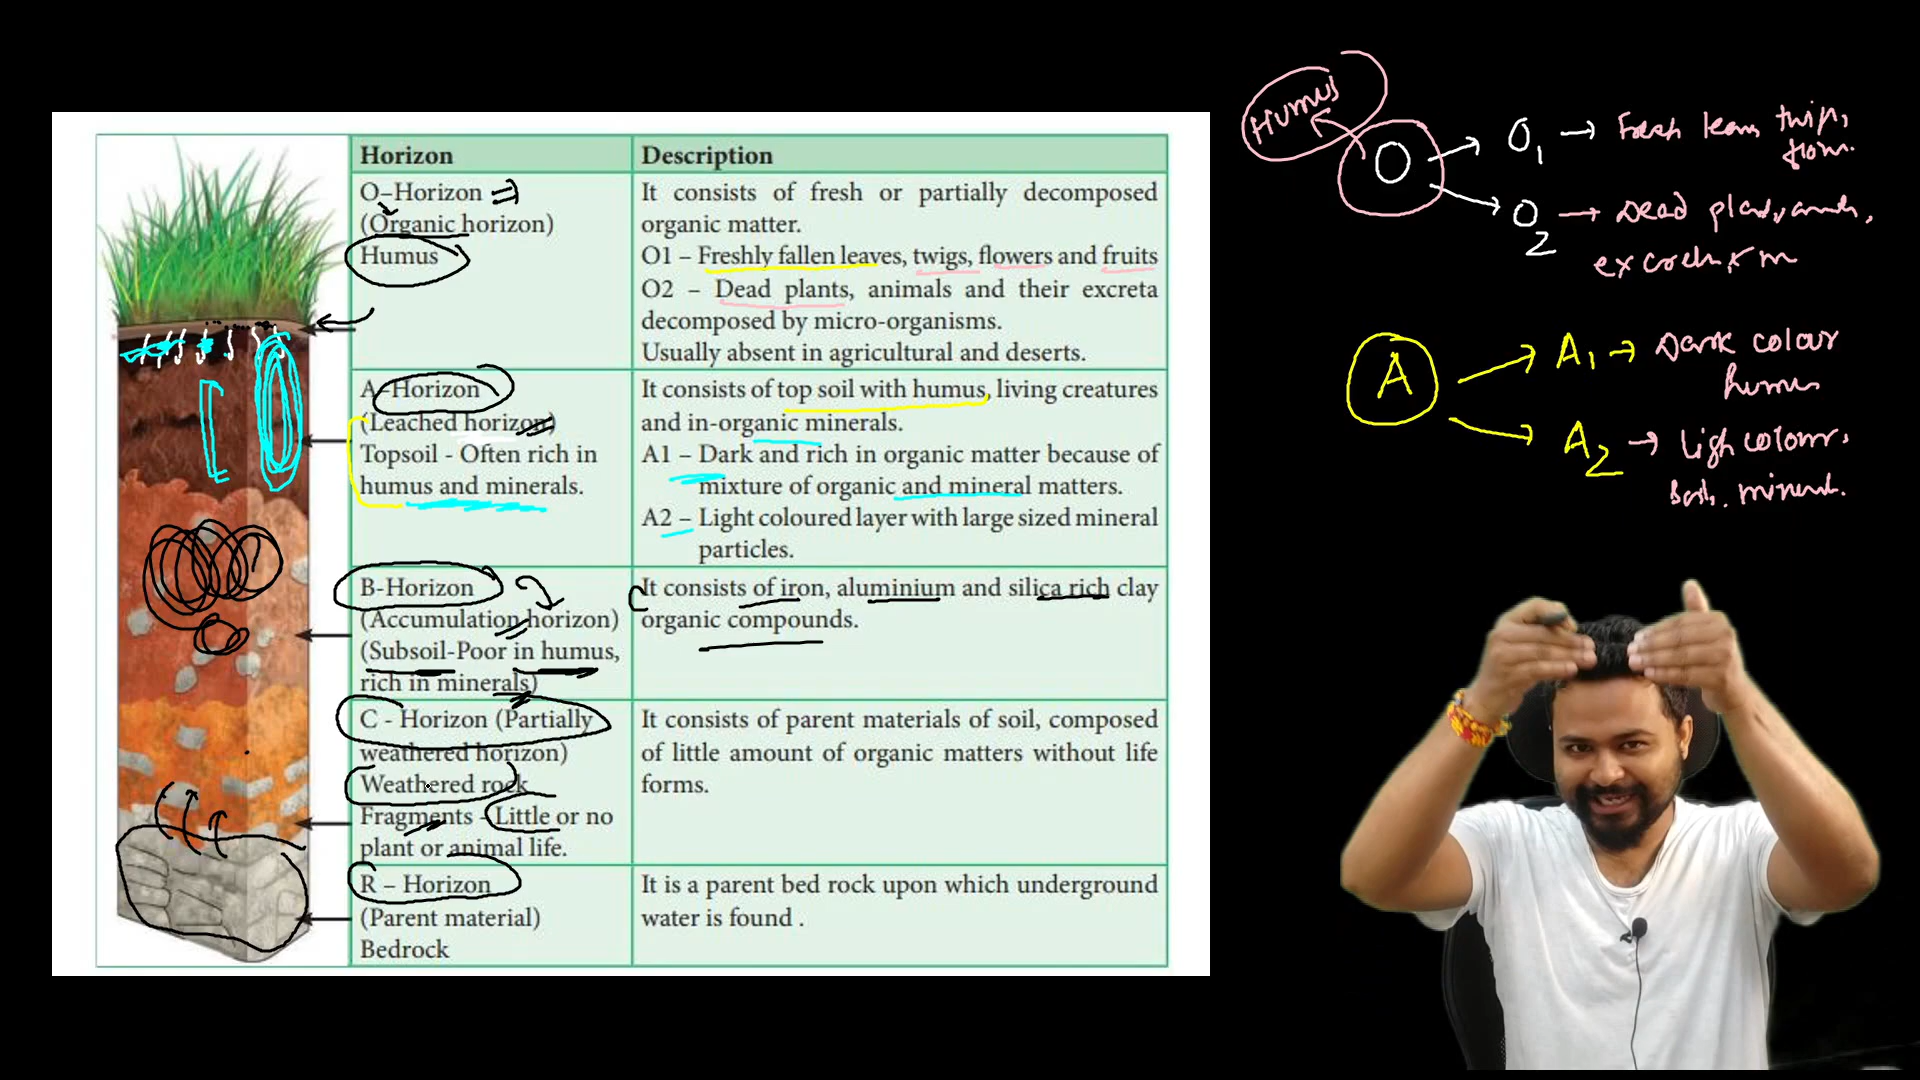 Horizon
Description
O–Horizon
(Organic horizon)
Humus
It consists of fresh or partially decomposed
organic matter.
O1 – Freshly fallen leaves, twigs, flowers and fruits
O2 – Dead plants, animals and their excreta
decomposed by micro-organisms.
Usually absent in agricultural and deserts.
A-Horizon
(Leached horizon)
Topsoil - Often rich in
humus and minerals.
It consists of top soil with humus, living creatures
and in-organic minerals.
A1 – Dark and rich in organic matter because of
mixture of organic and mineral matters.
A2 – Light coloured layer with large sized mineral
particles.
B-Horizon
(Accumulation horizon)
(Subsoil-Poor in humus,
rich in minerals)
It consists of iron, aluminium and silica rich clay
organic compounds.
C - Horizon (Partially
weathered horizon)
Weathered rock
Fragments - Little or no
plant or animal life.
It consists of parent materials of soil, composed
of little amount of organic matters without life
forms.
R – Horizon
(Parent material)
Bedrock
It is a parent bed rock upon which underground
water is found .
Humus
O
O1 → Fresh
O2 → Dead
A
A1 → Dark colour
humus
A2 →